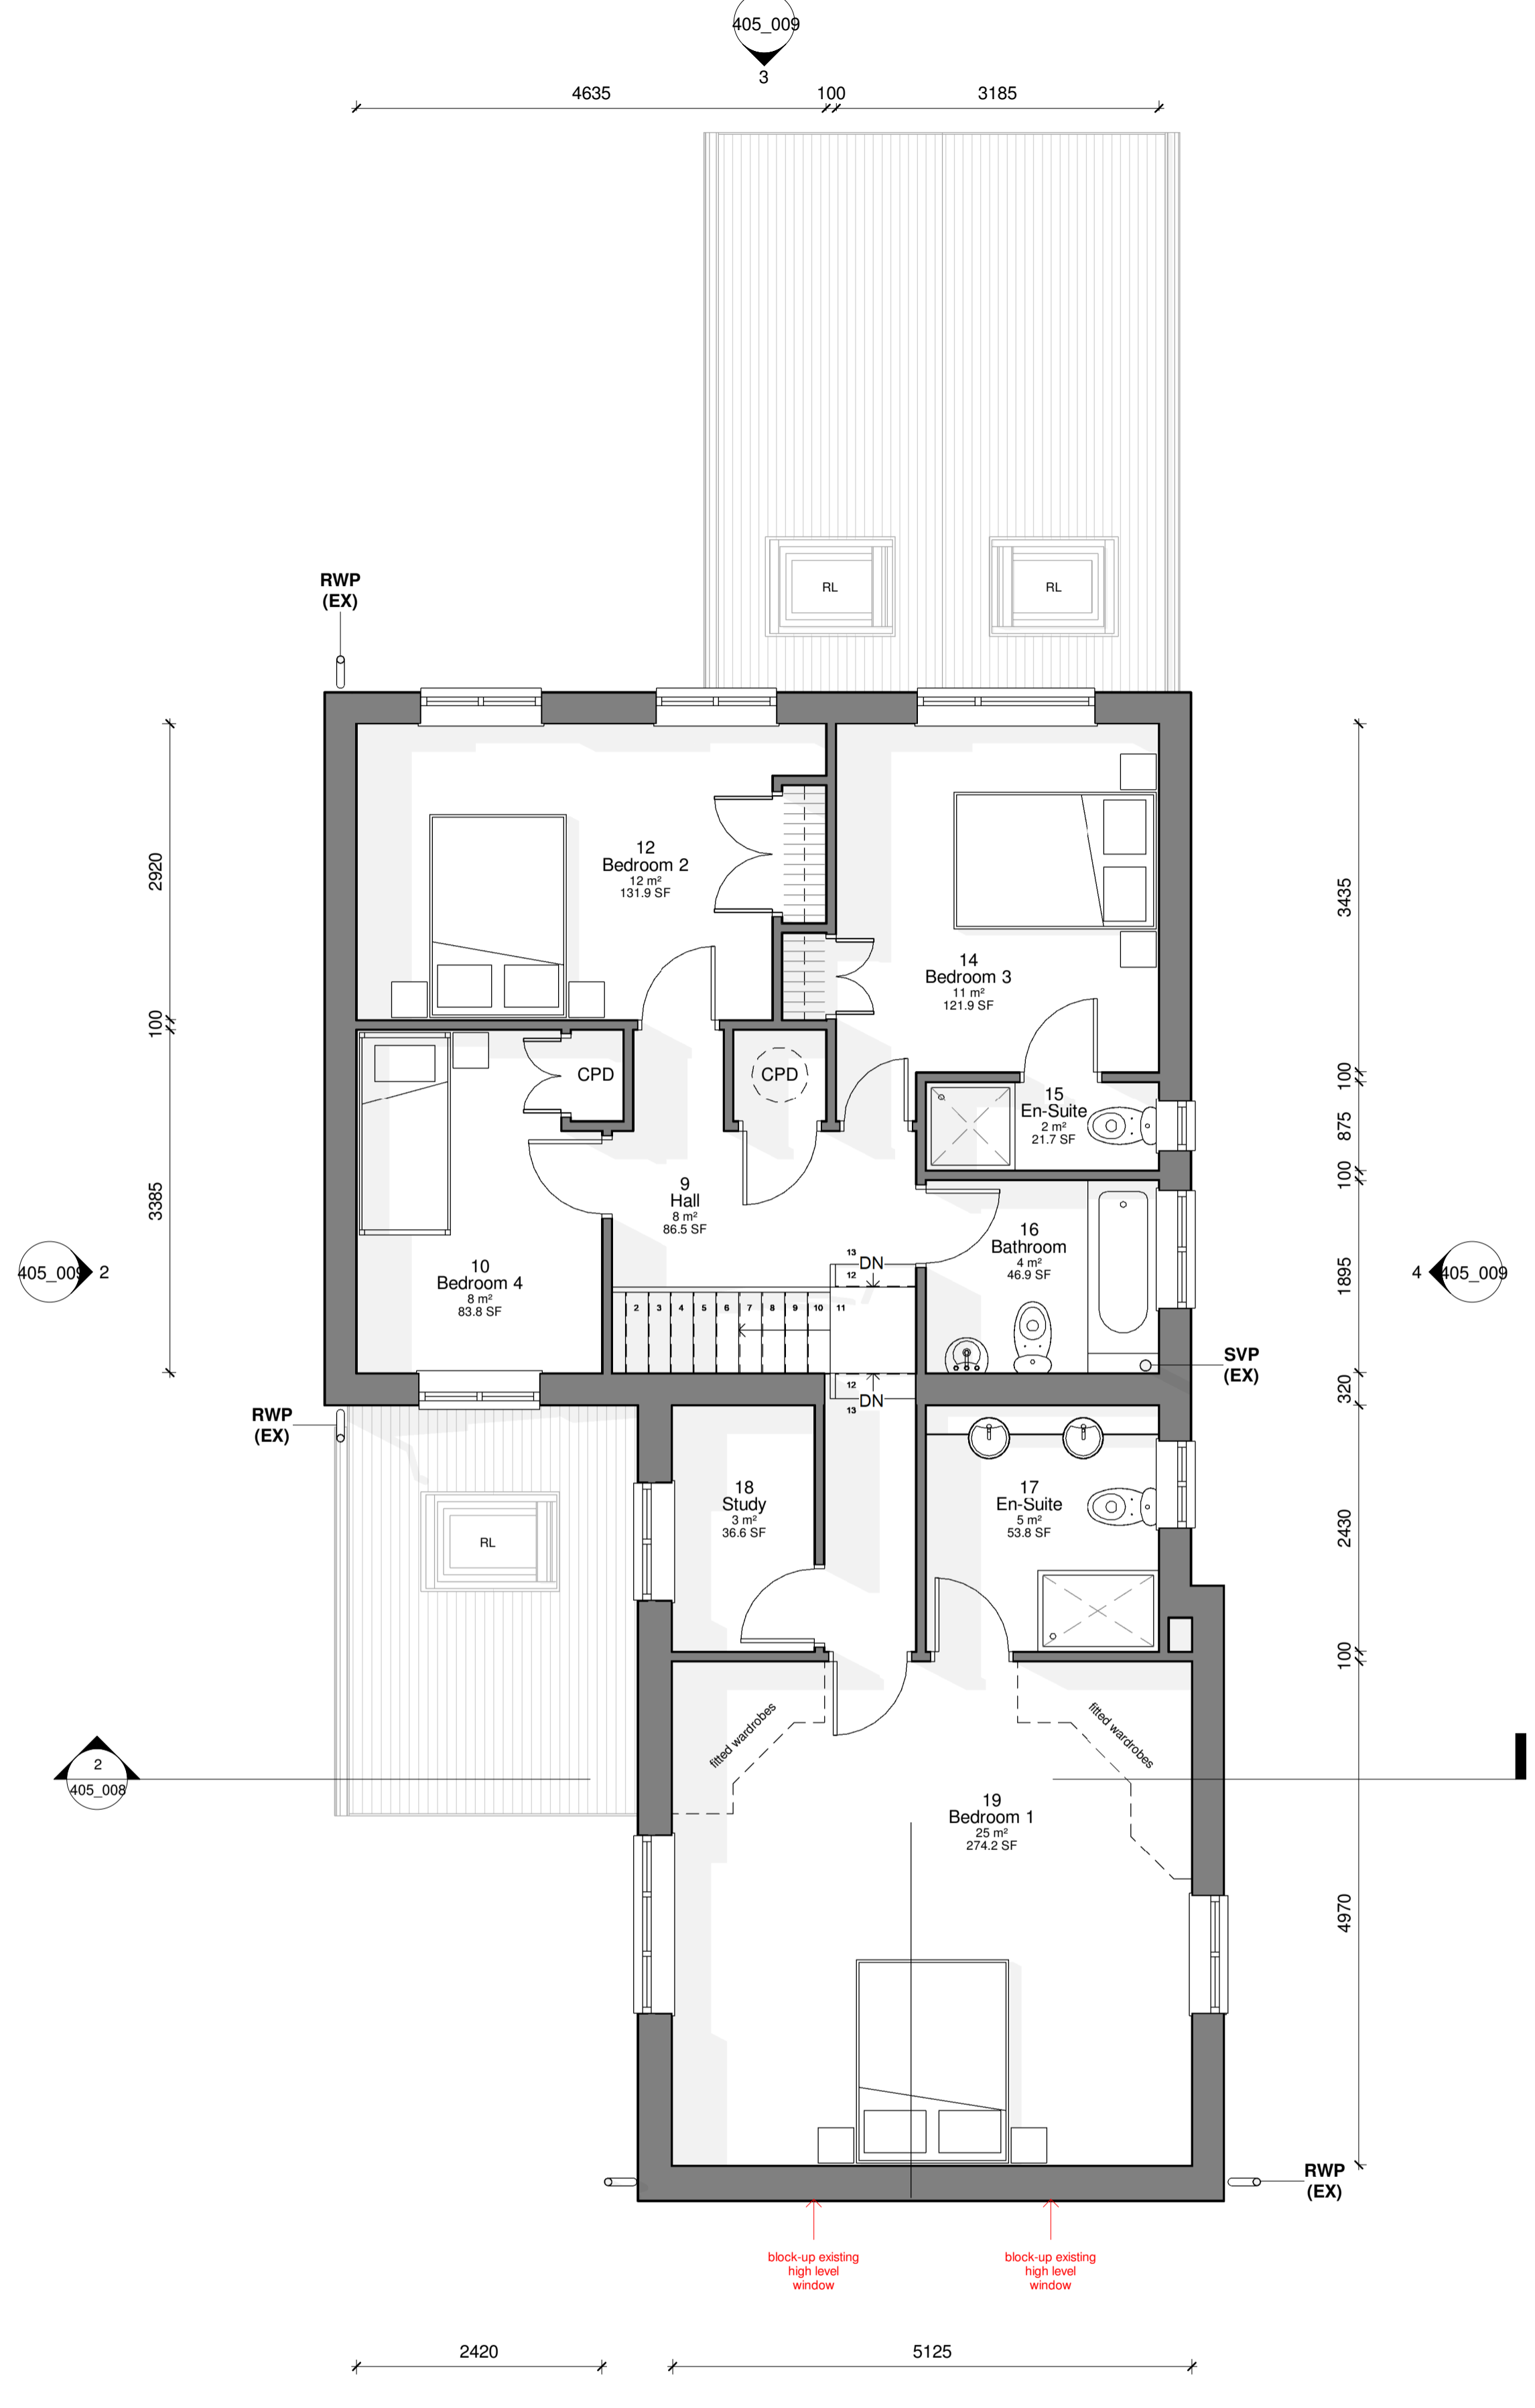 405_009
3
4635
100
3185
RL
RL
RWP
(EX)
2920
100
3385
3435
100
875
100
1895
320
2430
100
4970
12
Bedroom 2
12 m²
131.9 SF
14
Bedroom 3
11 m²
121.9 SF
CPD
CPD
15
En-Suite
2 m²
21.7 SF
9
Hall
8 m²
86.5 SF
16
Bathroom
4 m²
46.9 SF
10
Bedroom 4
8 m²
83.8 SF
405_009
2
4
405_009
13
DN
12
2 3 4 5 6 7 8 9 10 11
12
DN
13
SVP
(EX)
RWP
(EX)
RL
18
Study
3 m²
36.6 SF
17
En-Suite
5 m²
53.8 SF
fitted wardrobes
fitted wardrobes
2
405_008
19
Bedroom 1
25 m²
274.2 SF
RWP
(EX)
block-up existing
high level
window
block-up existing
high level
window
2420
5125